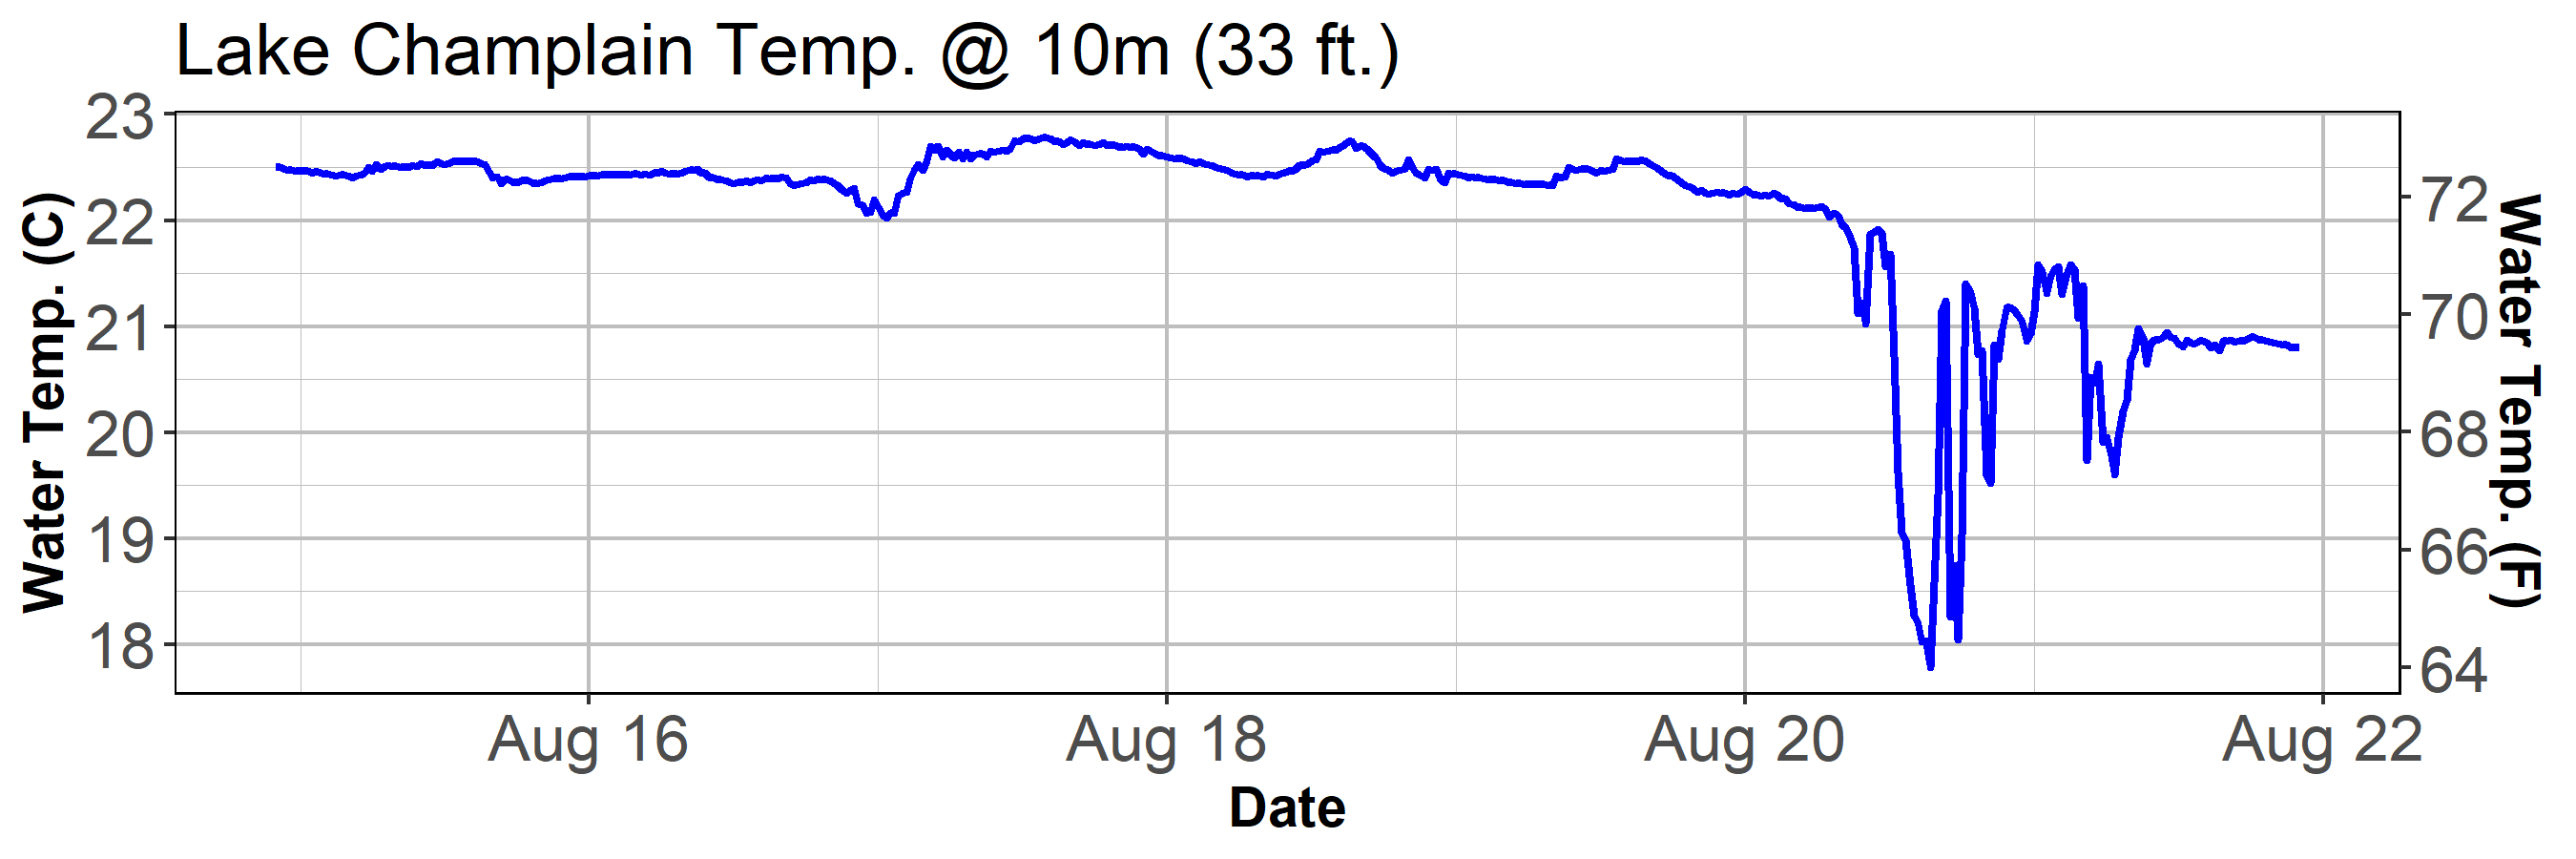 Lake Champlain Temp. @ 10m (33 ft.)
Water Temp. (C)
23
22
21
20
19
18
72
70
68
66
64
Water Temp. (F)
Aug 16 Aug 18 Aug 20 Aug 22
Date